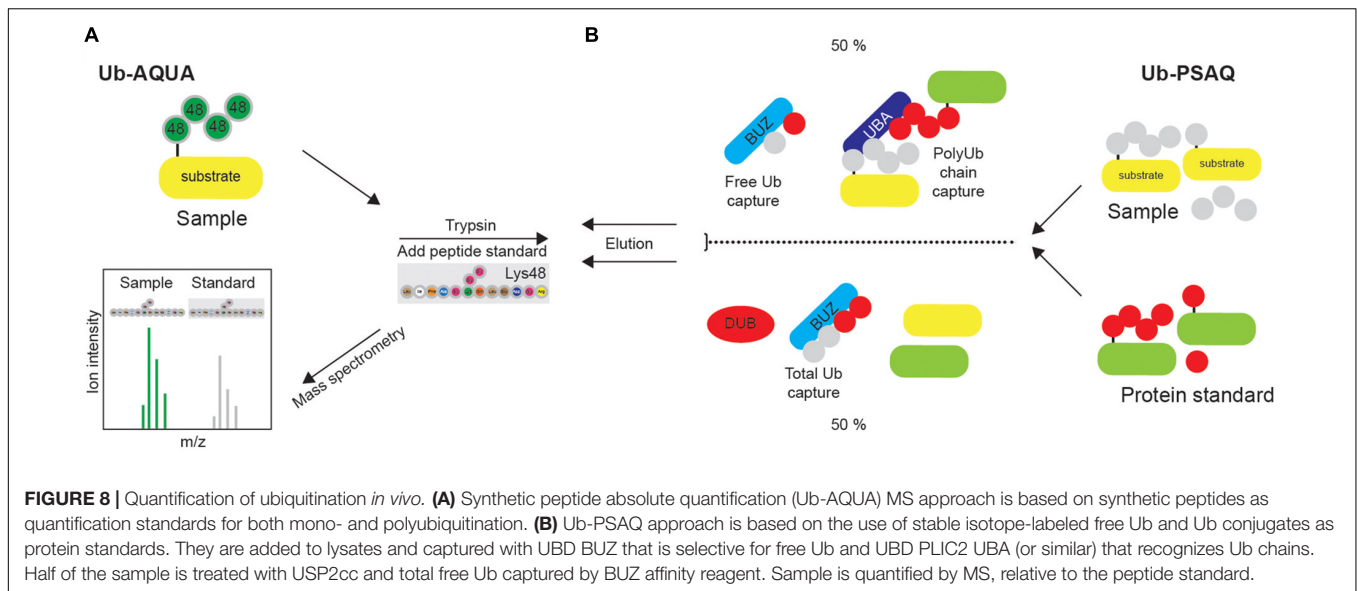 A
Ub-AQUA
48
48
48
48
substrate
Sample
Sample Standard
Ion intensity
m/z
Trypsin
Add peptide standard
Lys48
Mass spectrometry
B
50 %
Ub-PSAQ
BUZ
Free Ub
capture
UBA
PolyUb
chain
capture
Elution
substrate
substrate
Sample
DUB
BUZ
Total Ub
capture
50 %
Protein standard
FIGURE 8 | Quantification of ubiquitination in vivo. (A) Synthetic peptide absolute quantification (Ub-AQUA) MS approach is based on synthetic peptides as
quantification standards for both mono- and polyubiquitination. (B) Ub-PSAQ approach is based on the use of stable isotope-labeled free Ub and Ub conjugates as
protein standards. They are added to lysates and captured with UBD BUZ that is selective for free Ub and UBD PLIC2 UBA (or similar) that recognizes Ub chains.
Half of the sample is treated with USP2cc and total free Ub captured by BUZ affinity reagent. Sample is quantified by MS, relative to the peptide standard.